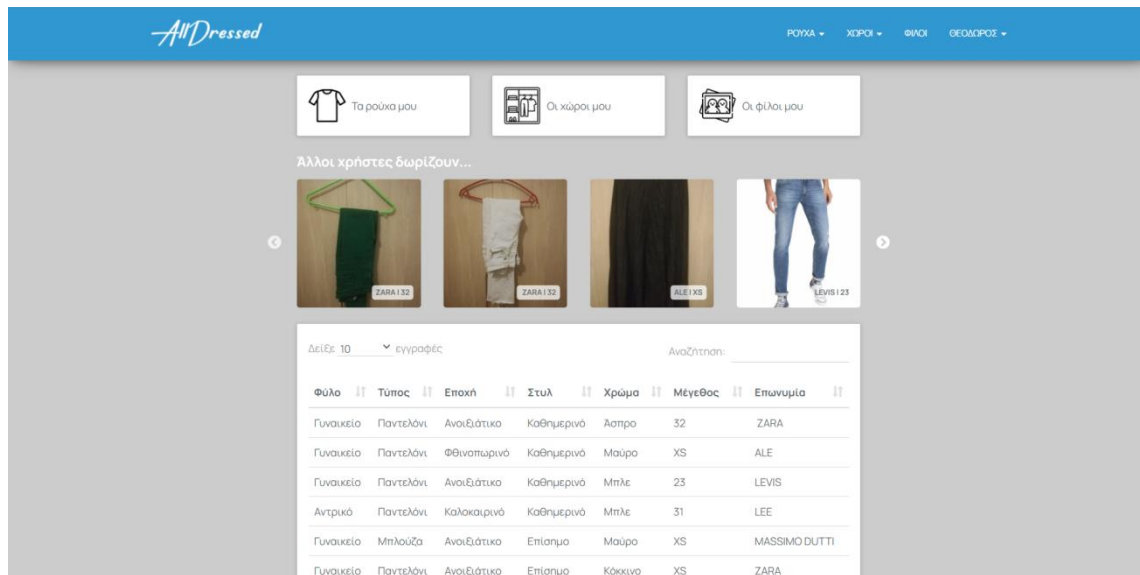 AllDressed
ΡΟΥΧΑ ΧΩΡΟΙ ΦΙΛΟΙ ΘΕΟΔΩΡΟΣ
Τα ρούχα μου Οι χώροι μου Οι φίλοι μου
Άλλοι χρήστες δωρίζουν...
ZARA | 32 ZARA | 32 ALE | XS LEVIS | 23
Δείξε 10 εγγραφές Αναζήτηση:
Φύλο Τύπος Εποχή Στυλ Χρώμα Μέγεθος Επωνυμία
Γυναικείο Παντελόνι Ανοιξιάτικο Καθημερινό Άσπρο 32 ZARA
Γυναικείο Παντελόνι Φθινοπωρινό Καθημερινό Μαύρο XS ALE
Γυναικείο Παντελόνι Ανοιξιάτικο Καθημερινό Μπλε 23 LEVIS
Αντρικό Παντελόνι Καλοκαιρινό Καθημερινό Μπλε 31 LEE
Γυναικείο Μπλούζα Ανοιξιάτικο Επίσημο Μαύρο XS MASSIMO DUTTI
Γυναικείο Παντελόνι Ανοιξιάτικο Επίσημο Κόκκινο XS ZARA